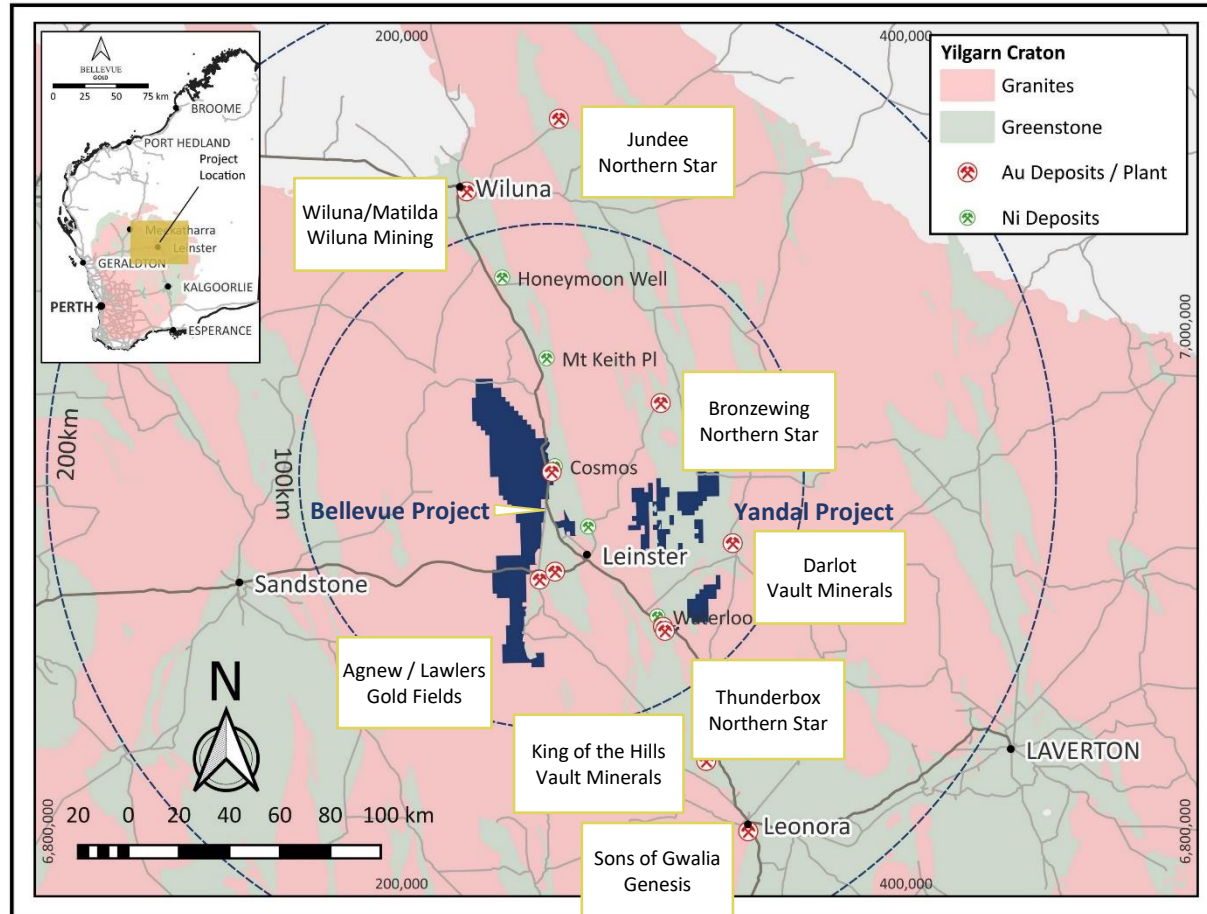 BELLEVUE
GOLD
0 25 50 75 km
BROOME
PORT HEDLAND
Project
Location
Meekatharra
Leinster
GERALDTON
KALGOORLIE
PERTH
ESPERANCE
200,000
400,000
Yilgarn Craton
Granites
Greenstone
Au Deposits / Plant
Ni Deposits
Jundee
Northern Star
Wiluna
Wiluna/Matilda
Wiluna Mining
Honeymoon Well
7,000,000
Mt Keith Pl
Bronzewing
Northern Star
200km
100km
Cosmos
Bellevue Project
Yandal Project
Leinster
Sandstone
Darlot
Vault Minerals
Waterloo
Agnew / Lawlers
Gold Fields
N
Thunderbox
Northern Star
King of the Hills
Vault Minerals
LAVERTON
20 0 20 40 60 80 100 km
6,800,000
Leonora
6,800,000
Sons of Gwalia
Genesis
200,000
400,000